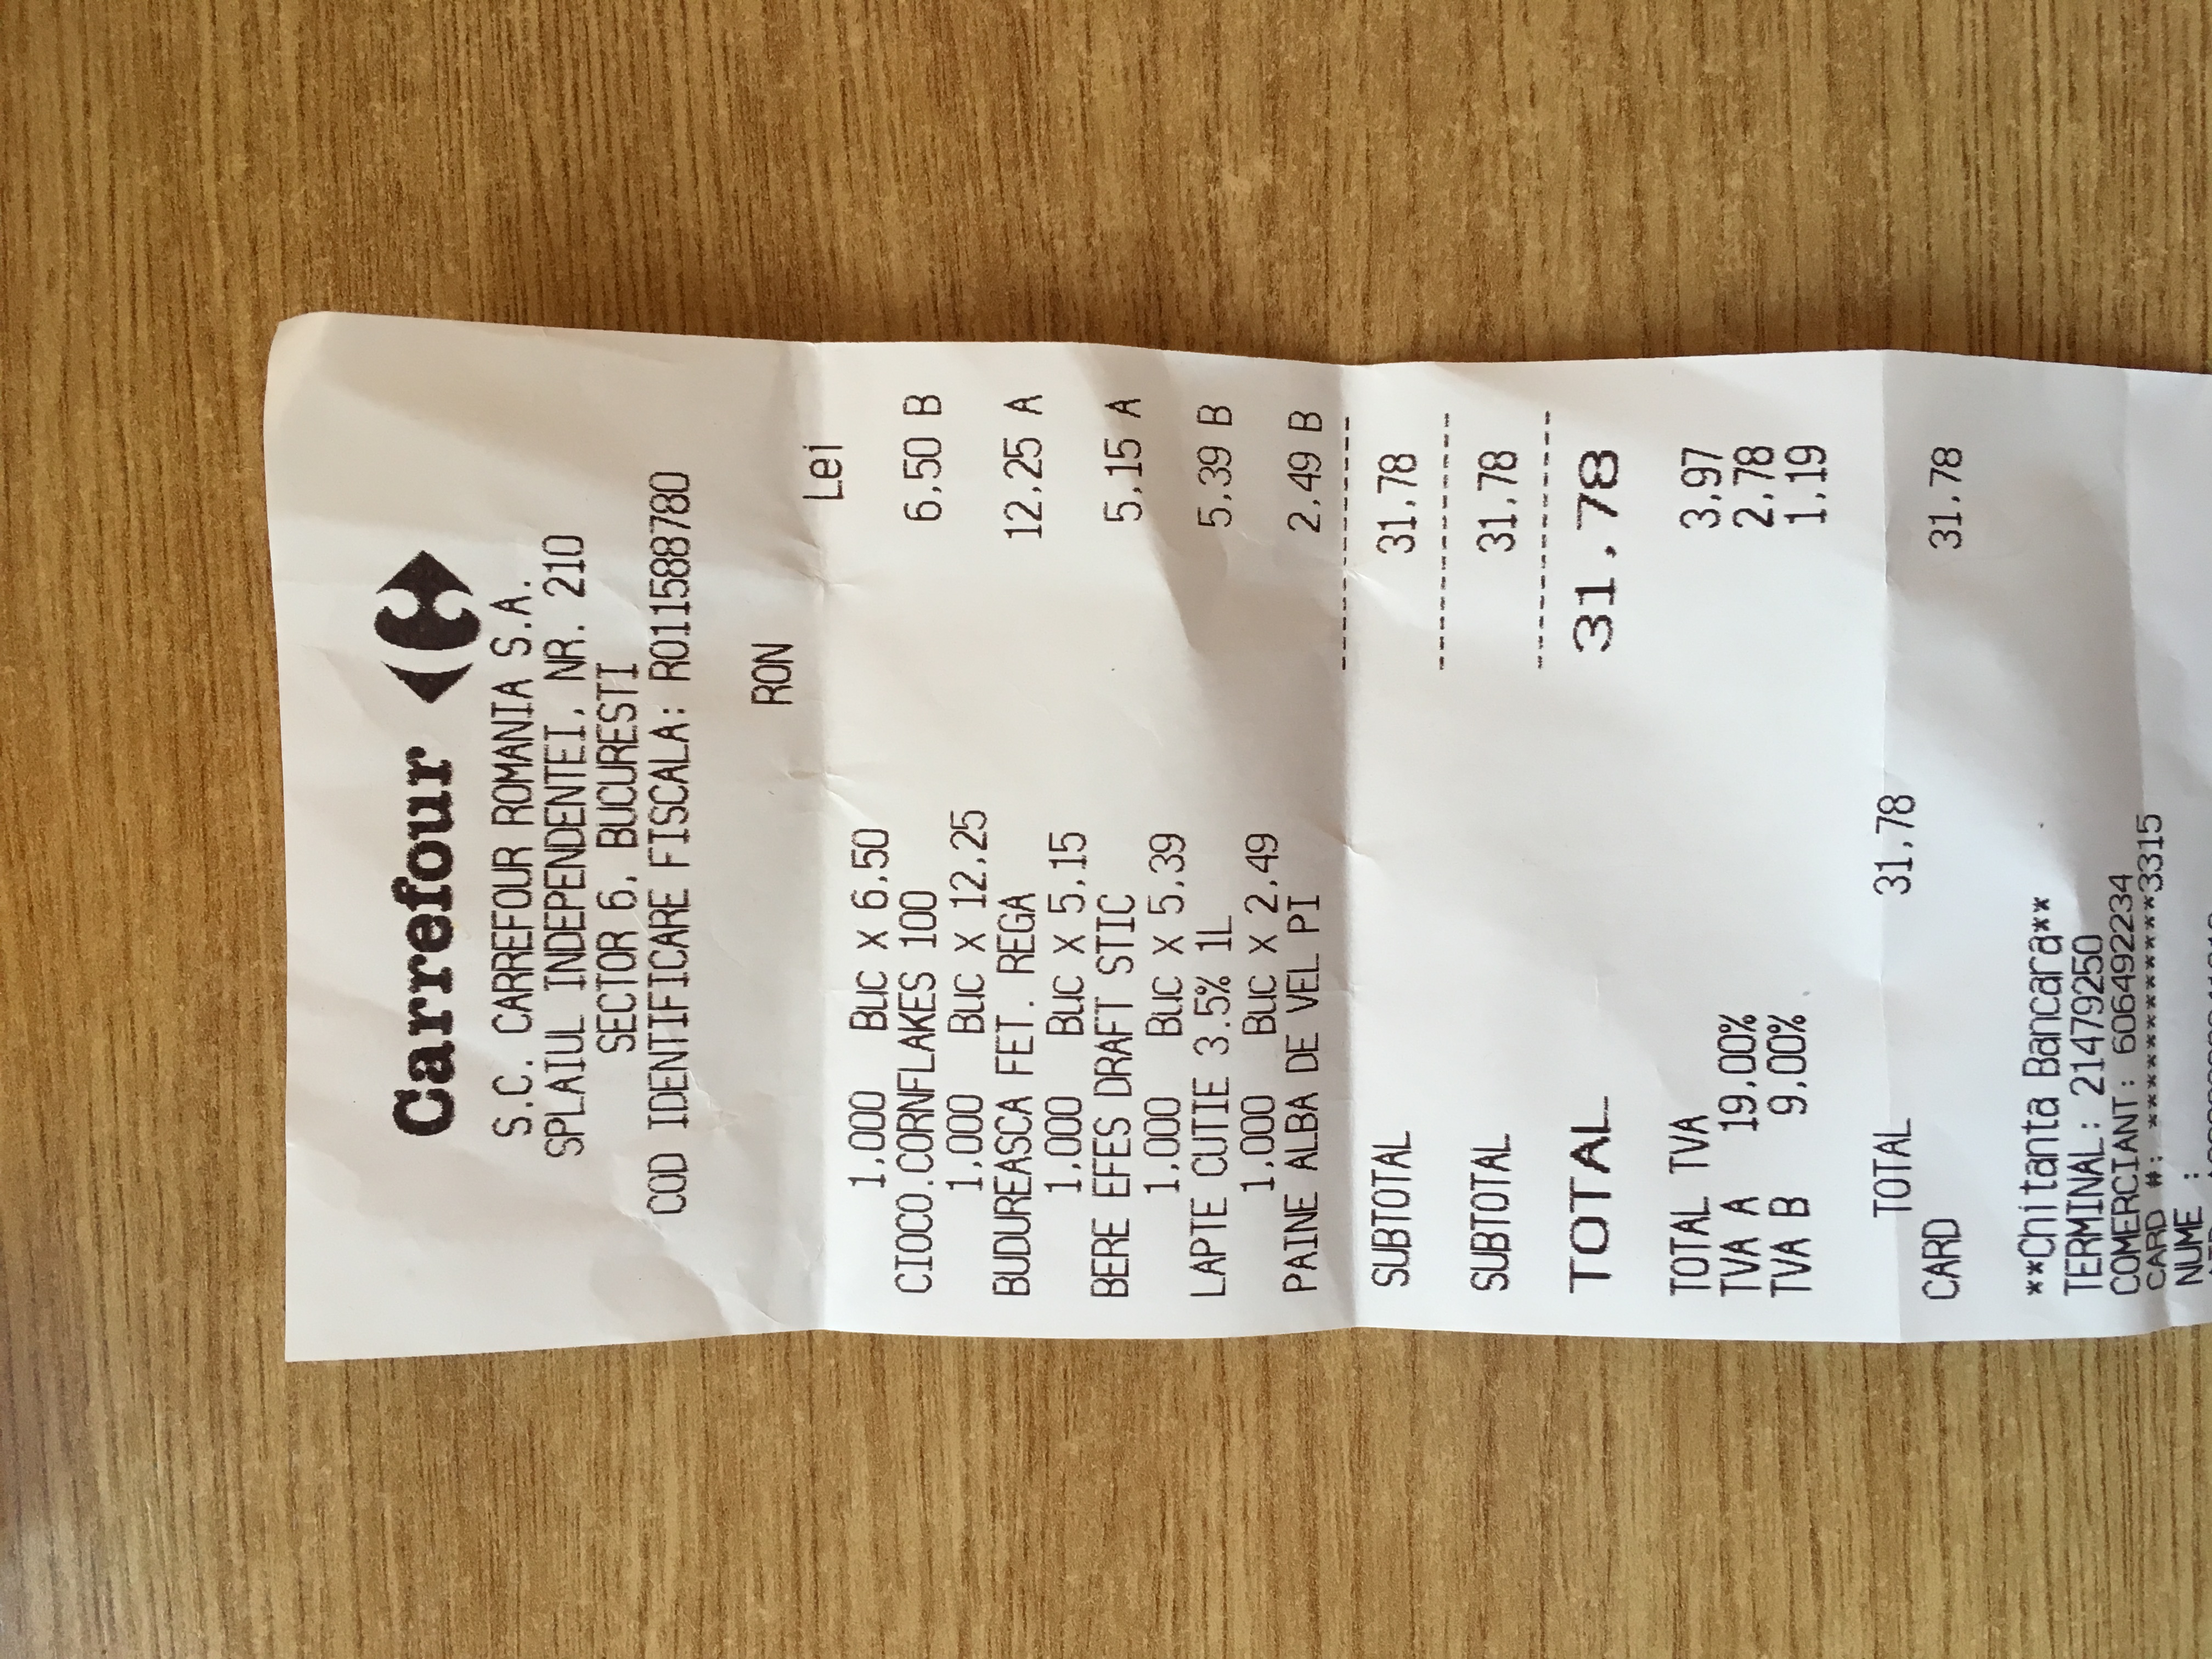 Carrefour
S.C. CARREFOUR ROMANIA S.A.
SPLAIUL INDEPENDENTEI, NR. 210
SECTOR 6, BUCURESTI
COD IDENTIFICARE FISCALA: RO11588780
RON
Lei
1,000 Buc X 6,50
CIOCO.CORNFLAKES 100 6,50 B
1,000 Buc X 12,25
BUDUREASCA FET. REGA 12,25 A
1,000 Buc X 5,15
BERE EFES DRAFT STIC 5,15 A
1,000 Buc X 5,39
LAPTE CUTIE 3.5% 1L 5,39 B
1,000 Buc X 2,49
PAINE ALBA DE VEL PI 2,49 B
------------
SUBTOTAL 31,78
------------
SUBTOTAL 31,78
------------
TOTAL 31,78
TOTAL TVA 3,97
TVA A 19,00% 2,78
TVA B 9,00% 1,19
TOTAL 31,78
CARD 31,78
**Chitanta Bancara**
TERMINAL: 21479250
COMERCIANT: 606492234
CARD #: ************3315
NUME :